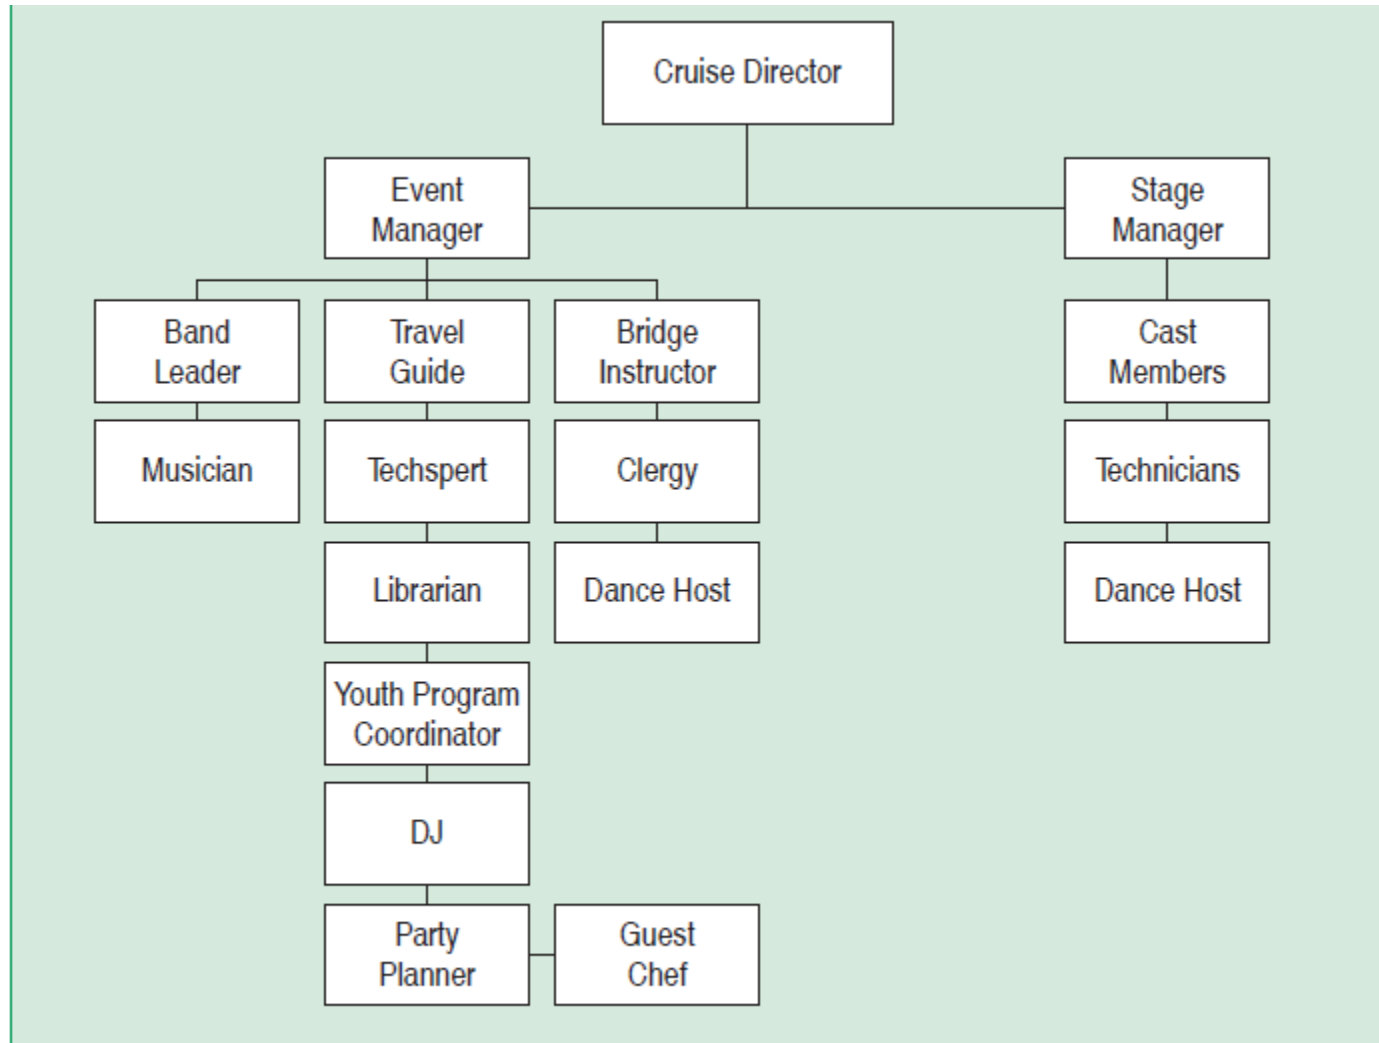 Cruise Director
Event
Manager
Stage
Manager
Band
Leader
Travel
Guide
Bridge
Instructor
Cast
Members
Musician
Techspert
Clergy
Technicians
Librarian
Dance Host
Dance Host
Youth Program
Coordinator
DJ
Party
Planner
Guest
Chef